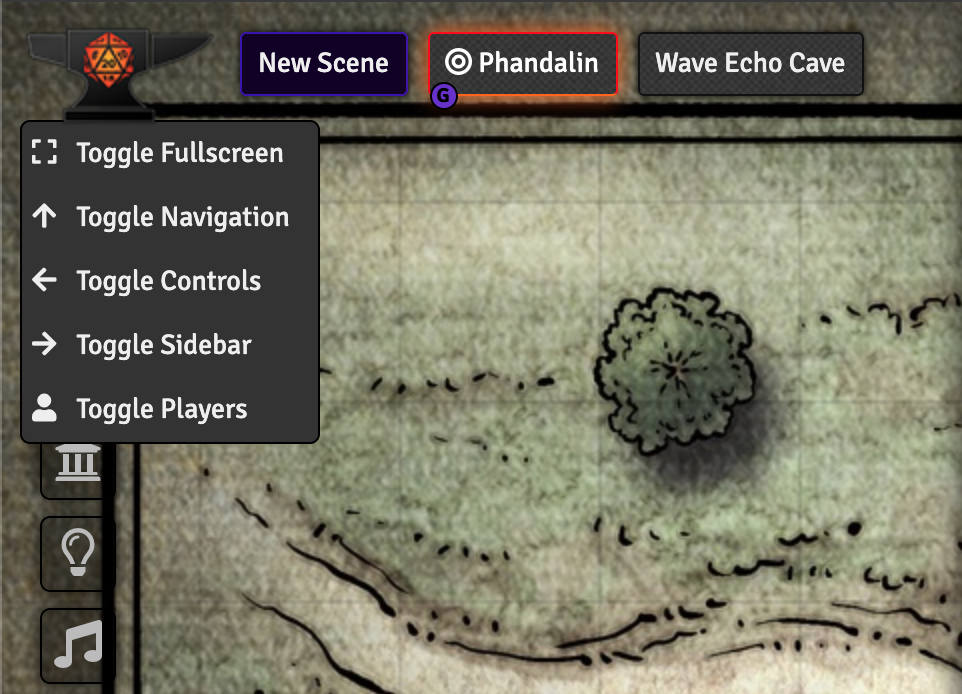 New Scene
Phandalin
Wave Echo Cave
G
Toggle Fullscreen
Toggle Navigation
Toggle Controls
Toggle Sidebar
Toggle Players